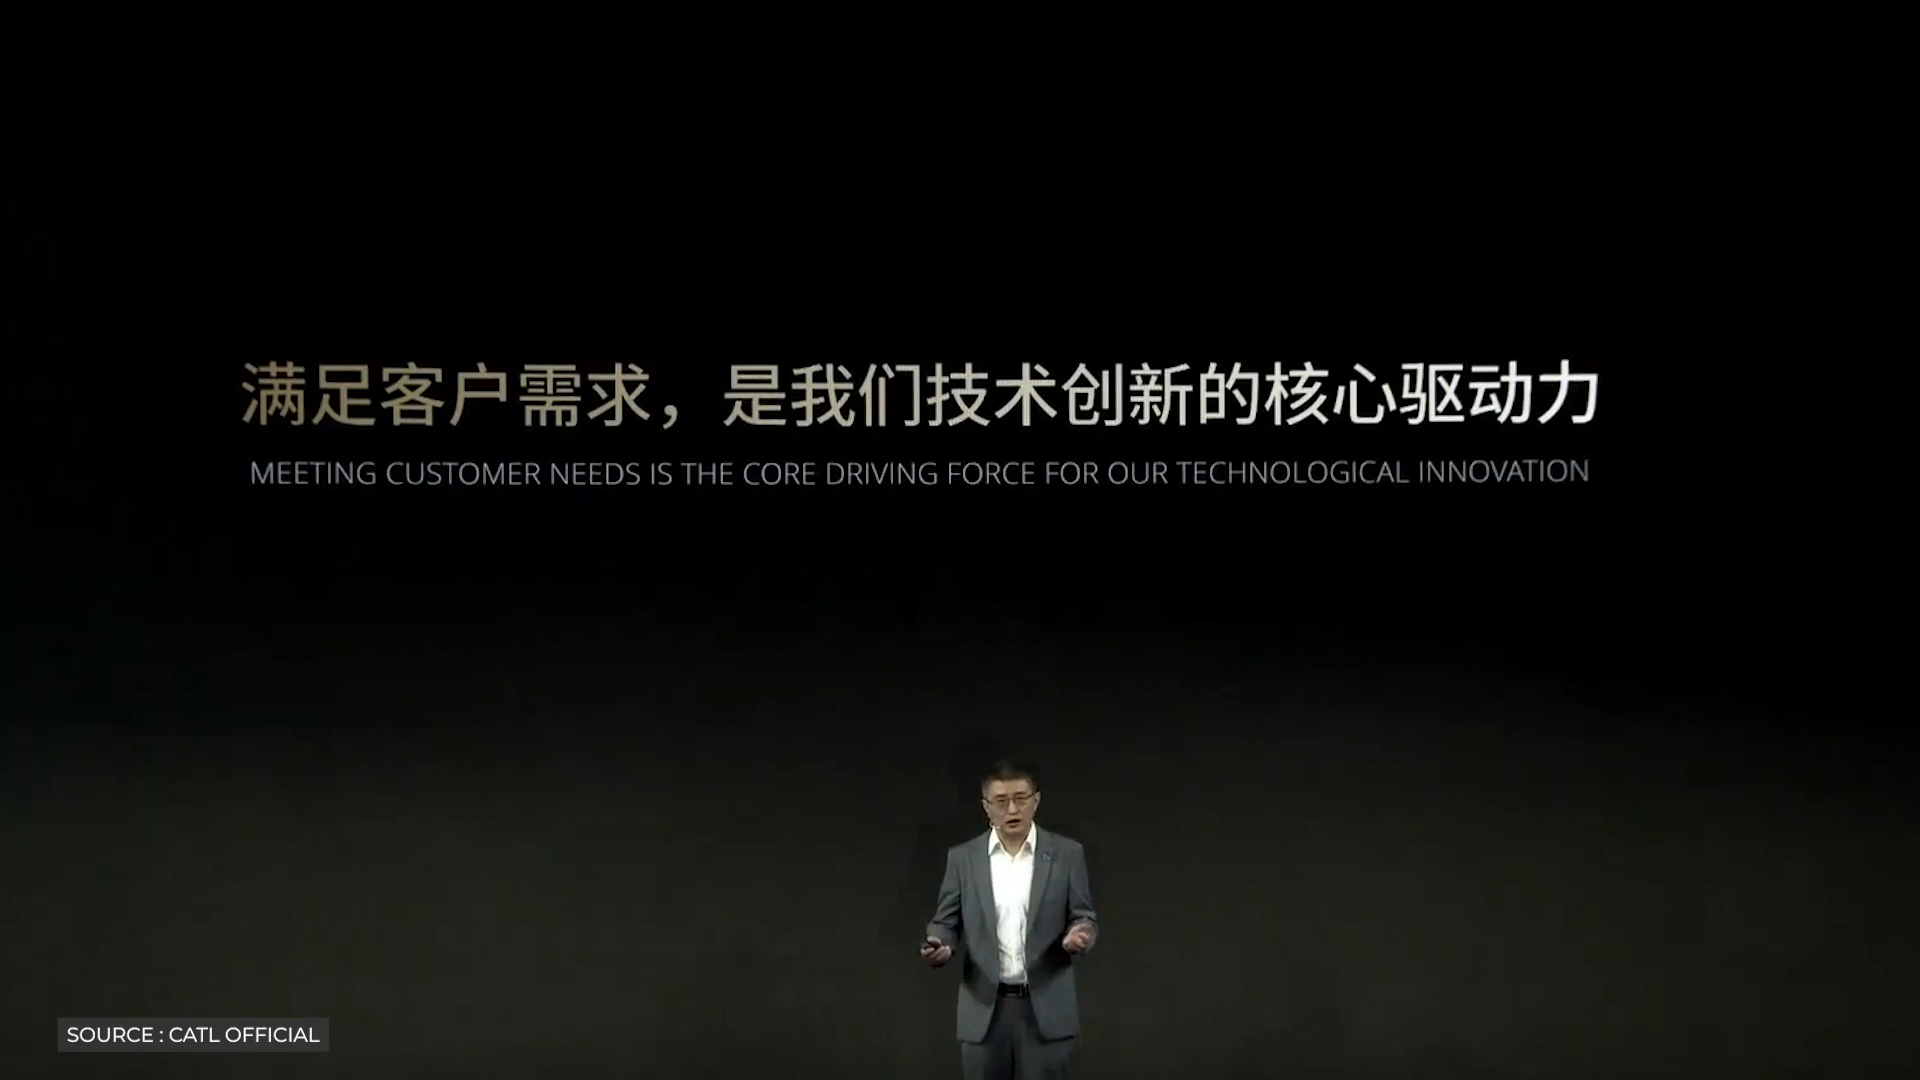 满足客户需求，是我们技术创新的核心驱动力
MEETING CUSTOMER NEEDS IS THE CORE DRIVING FORCE FOR OUR TECHNOLOGICAL INNOVATION
SOURCE : CATL OFFICIAL